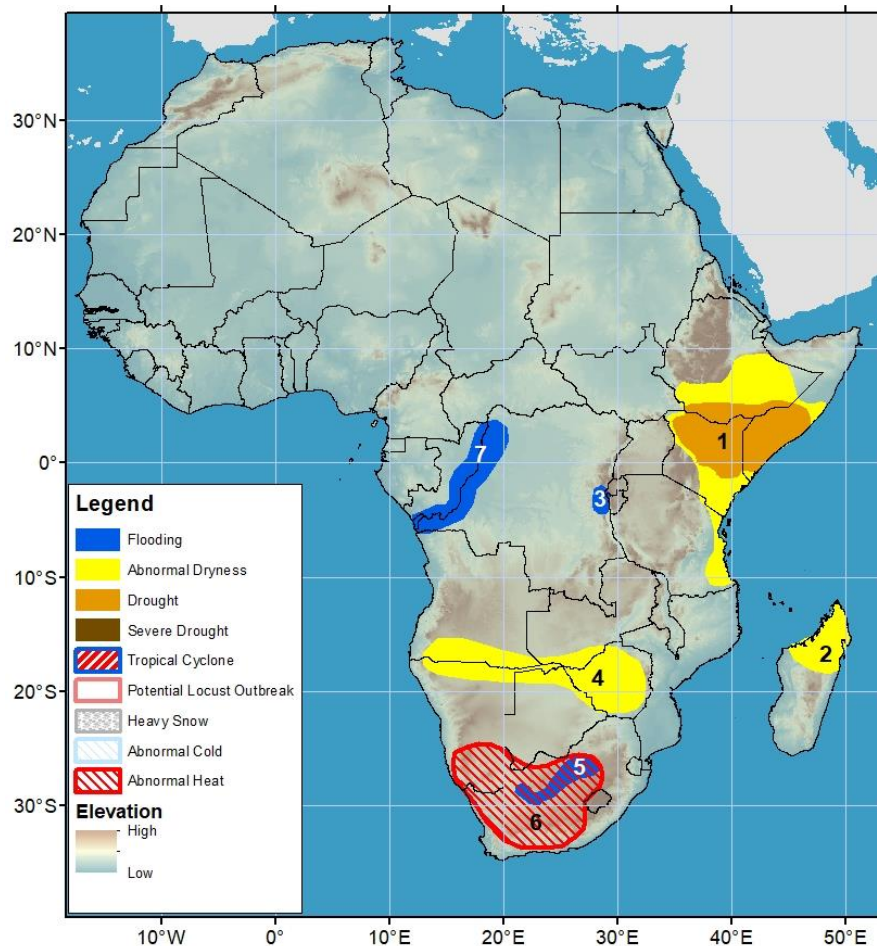 30°N
20°N
10°N
0°
10°S
20°S
30°S
1
2
3
4
5
6
7
Legend
Flooding
Abnormal Dryness
Drought
Severe Drought
Tropical Cyclone
Potential Locust Outbreak
Heavy Snow
Abnormal Cold
Abnormal Heat
Elevation
High
Low
10°W
0°
10°E
20°E
30°E
40°E
50°E